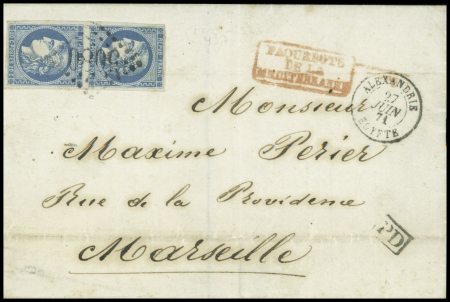 PAQUEBOTS
DE LA
MEDITERRANEE
ALEXANDRIE
27
JUIN
71
EGYPTE
Monsieur
Maxime Perier
Rue de la Providence
Marseille
PD